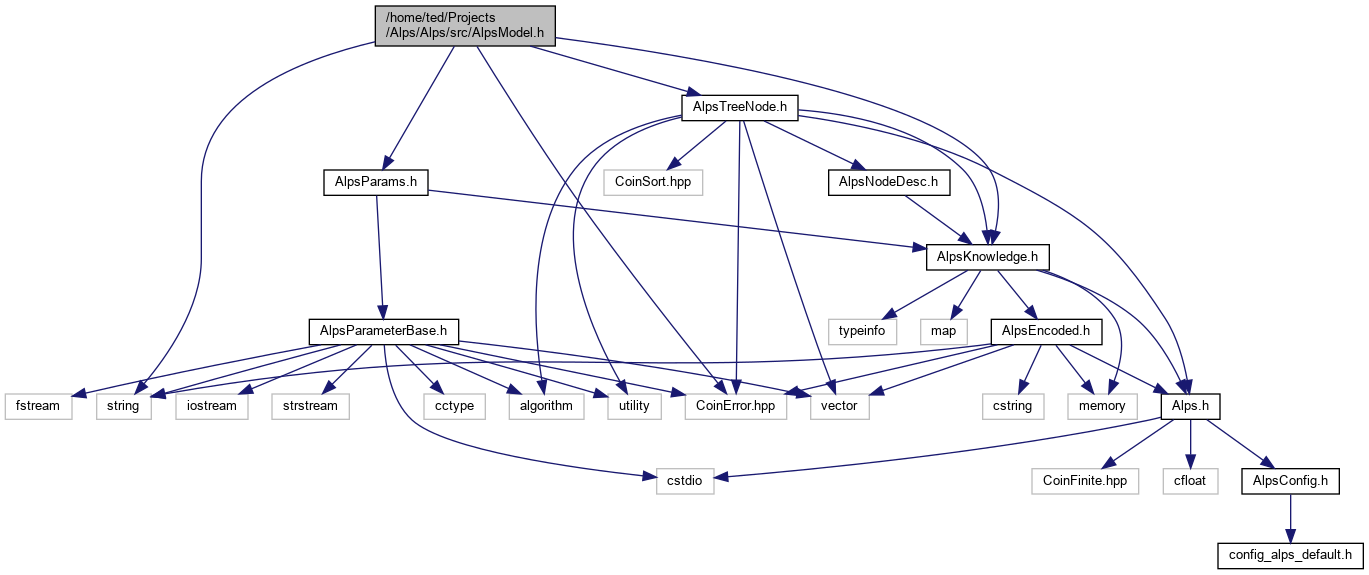 /home/ted/Projects
/Alps/Alps/src/AlpsModel.h
AlpsTreeNode.h
AlpsParams.h
CoinSort.hpp
AlpsNodeDesc.h
AlpsKnowledge.h
AlpsParameterBase.h
typeinfo
map
AlpsEncoded.h
fstream
string
iostream
strstream
cctype
algorithm
utility
CoinError.hpp
vector
cstring
memory
Alps.h
cstdio
CoinFinite.hpp
cfloat
AlpsConfig.h
config_alps_default.h